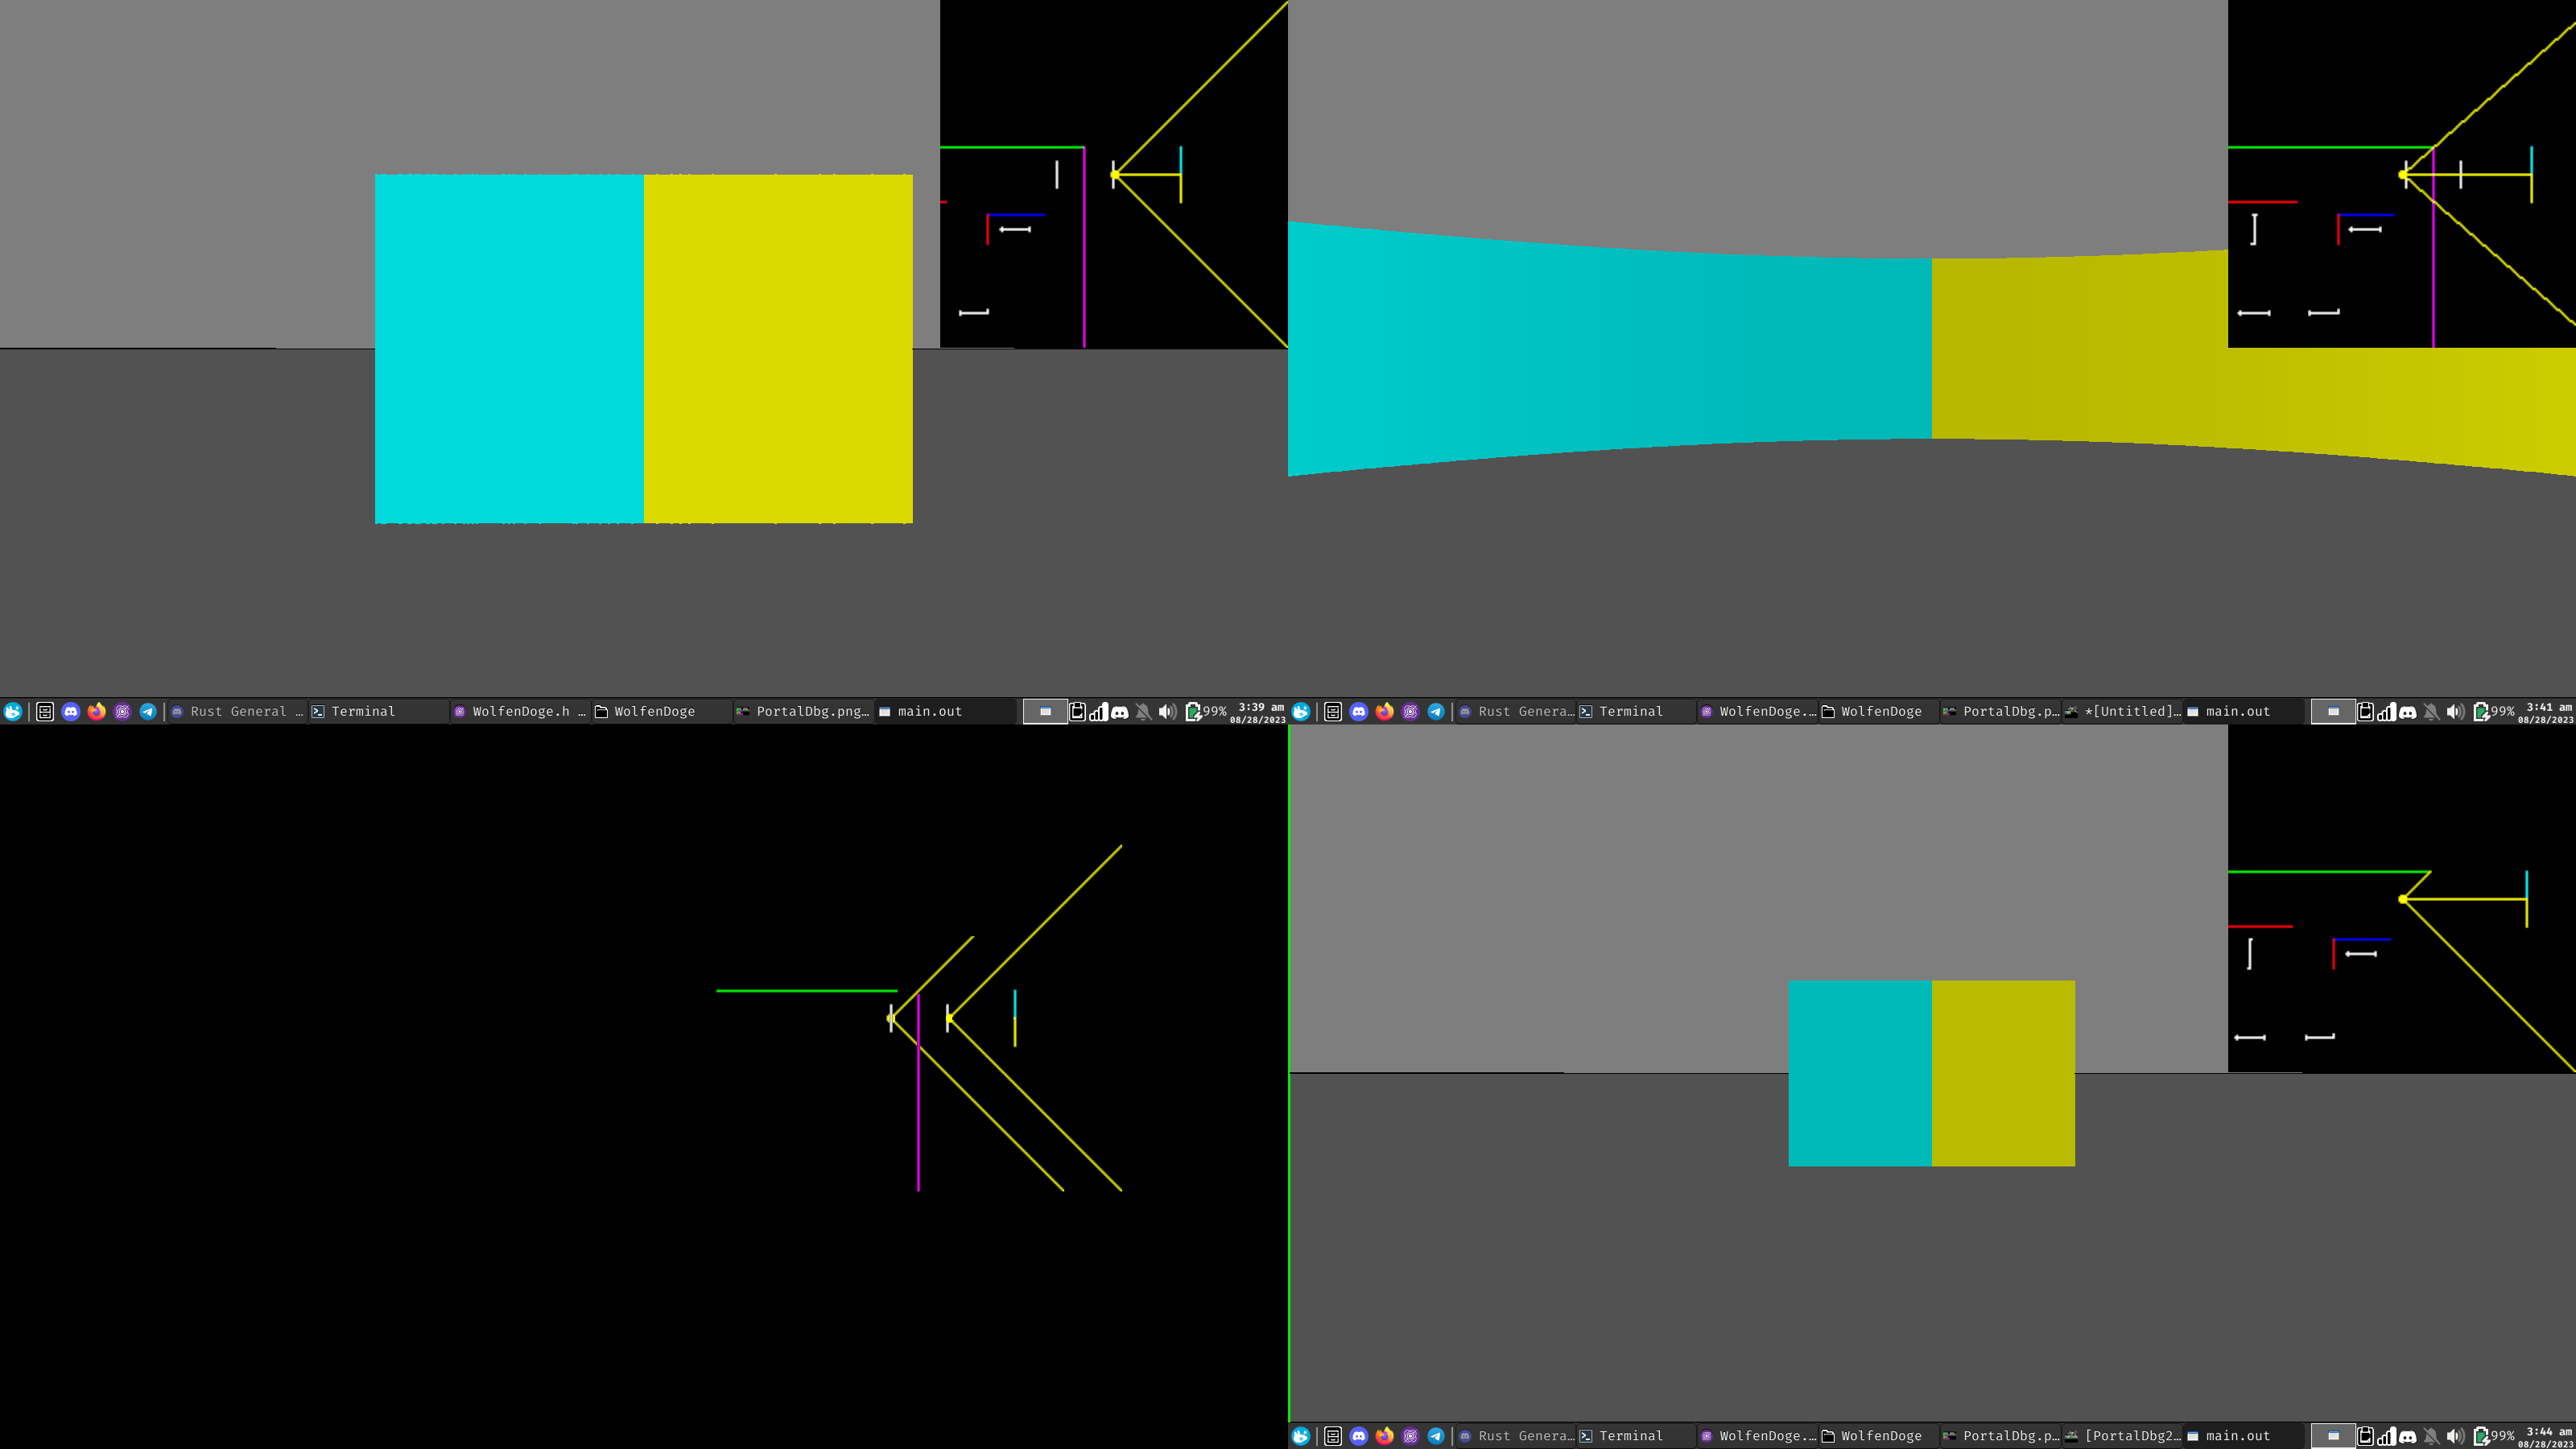 Rust General … Terminal WolfenDoge.h … WolfenDoge PortalDbg.png… main.out 99% 3:39 am
08/28/2023
Rust Genera… Terminal WolfenDoge.… WolfenDoge PortalDbg.p… *[Untitled]… main.out 99% 3:41 am
08/28/2023
Rust Genera… Terminal WolfenDoge.… WolfenDoge PortalDbg.p… [PortalDbg2… main.out 99% 3:44 am
08/28/2023